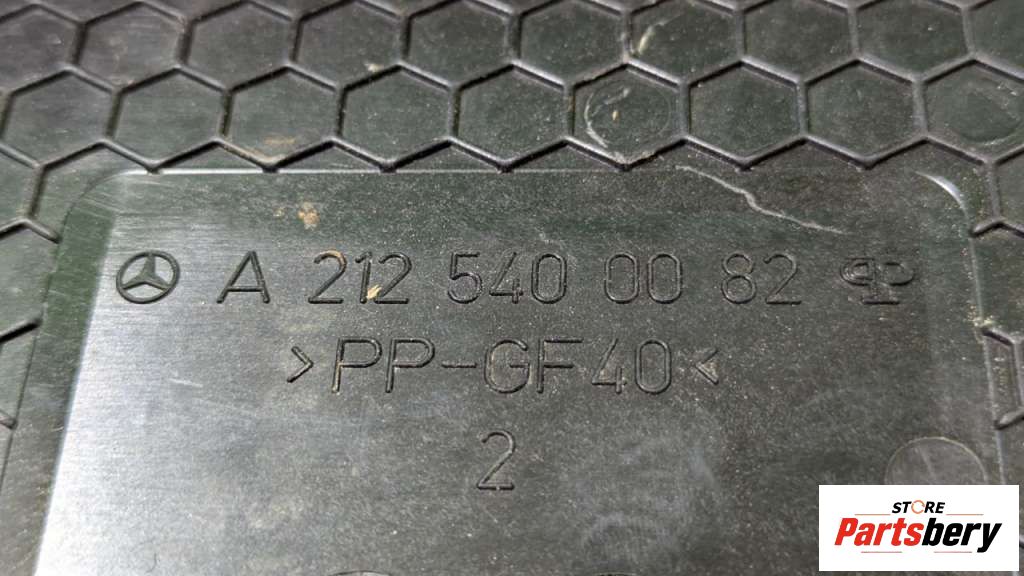 A 212 540 00 82
>PP-GF40<
2
STORE
Partsbery